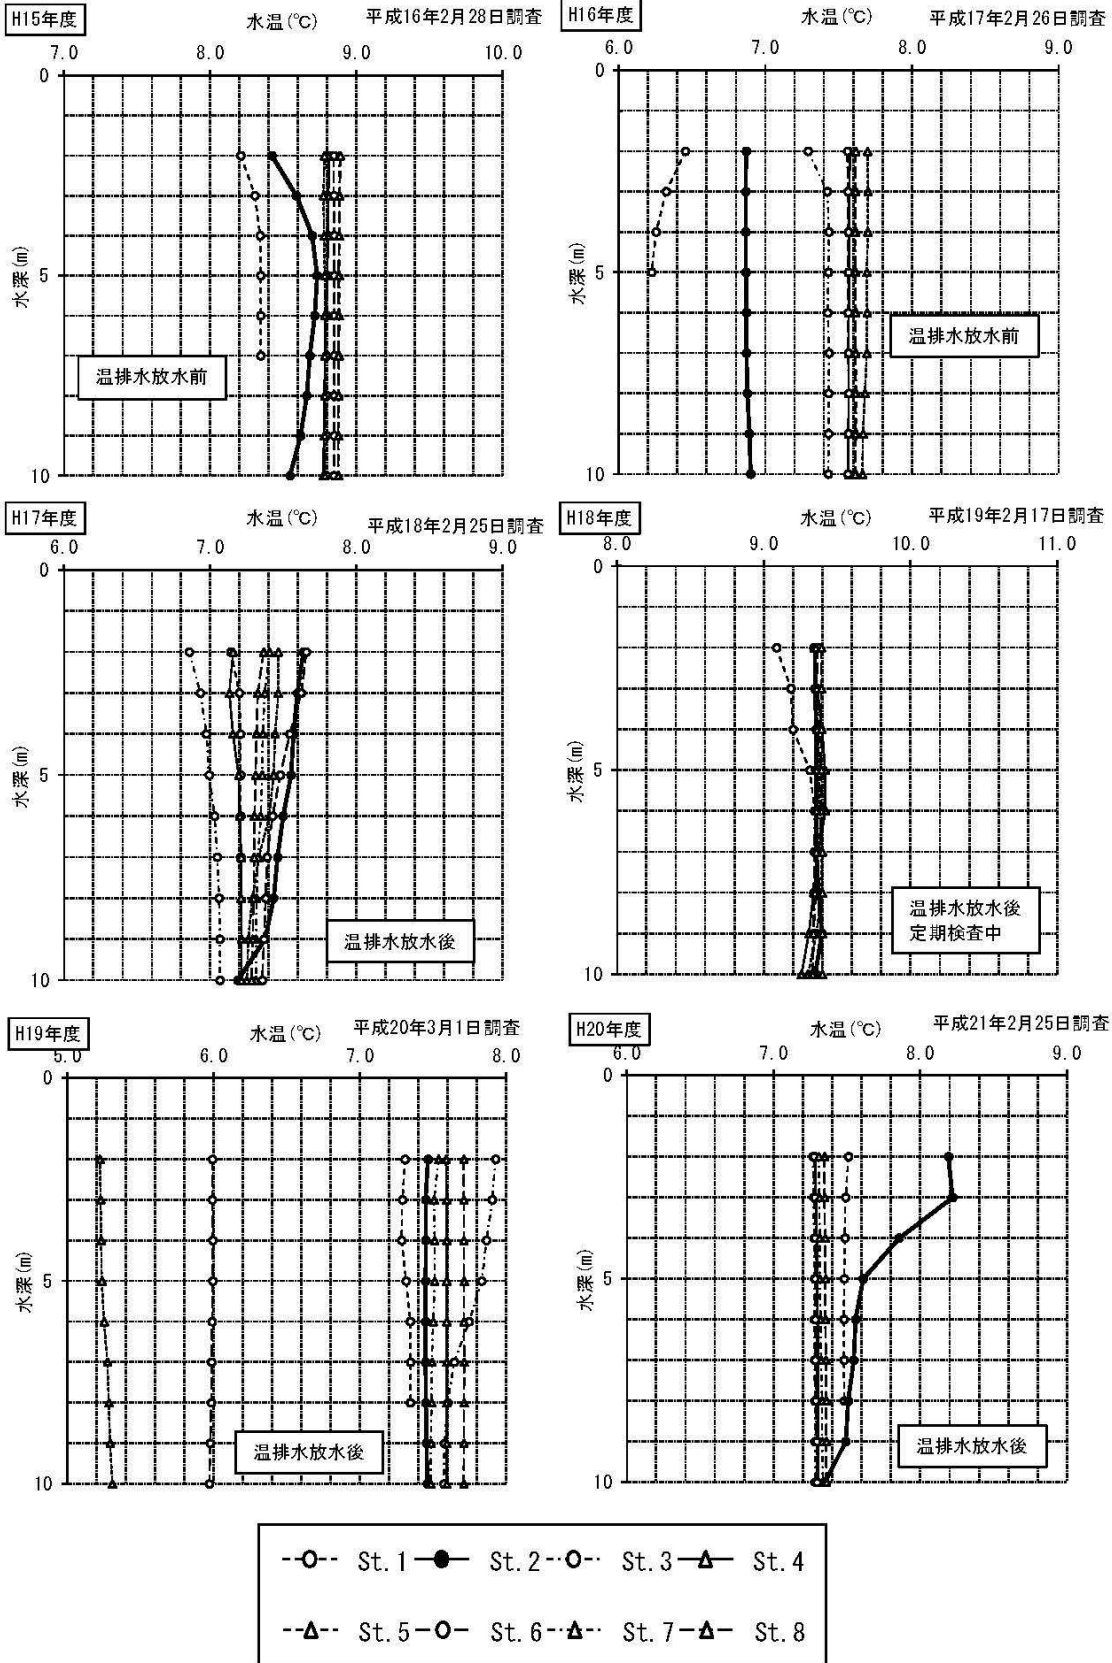 H15年度 水温(℃) 平成16年2月28日調査
7.0 8.0 9.0 10.0
0
5
10
水深(m)
温排水放水前
H16年度 水温(℃) 平成17年2月26日調査
6.0 7.0 8.0 9.0
0
5
10
水深(m)
温排水放水前
H17年度 水温(℃) 平成18年2月25日調査
6.0 7.0 8.0 9.0
0
5
10
水深(m)
温排水放水後
H18年度 水温(℃) 平成19年2月17日調査
8.0 9.0 10.0 11.0
0
5
10
水深(m)
温排水放水後
定期検査中
H19年度 水温(℃) 平成20年3月1日調査
5.0 6.0 7.0 8.0
0
5
10
水深(m)
温排水放水後
H20年度 水温(℃) 平成21年2月25日調査
6.0 7.0 8.0 9.0
0
5
10
水深(m)
温排水放水後
St.1 St.2 St.3 St.4
St.5 St.6 St.7 St.8